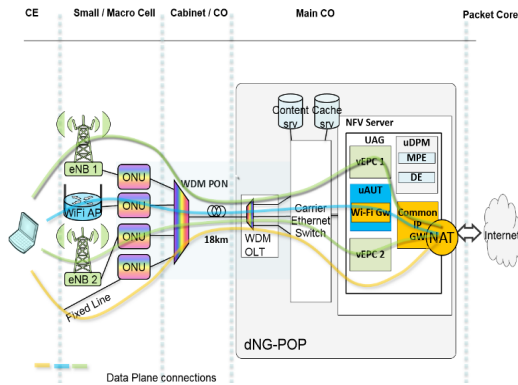 CE
Small / Macro Cell
Cabinet / CO
Main CO
Packet Core
Content
srv
Cache
srv
NFV Server
UAG
uDPM
MPE
DE
vEPC 1
eNB 1
ONU
WDM PON
WiFi AP
ONU
uAUT
Wi-Fi Gw
Common
IP
GW
NAT
Internet
Carrier
Ethernet
Switch
18km
WDM
OLT
ONU
vEPC 2
eNB 2
ONU
Fixed Line
dNG-POP
Data Plane connections